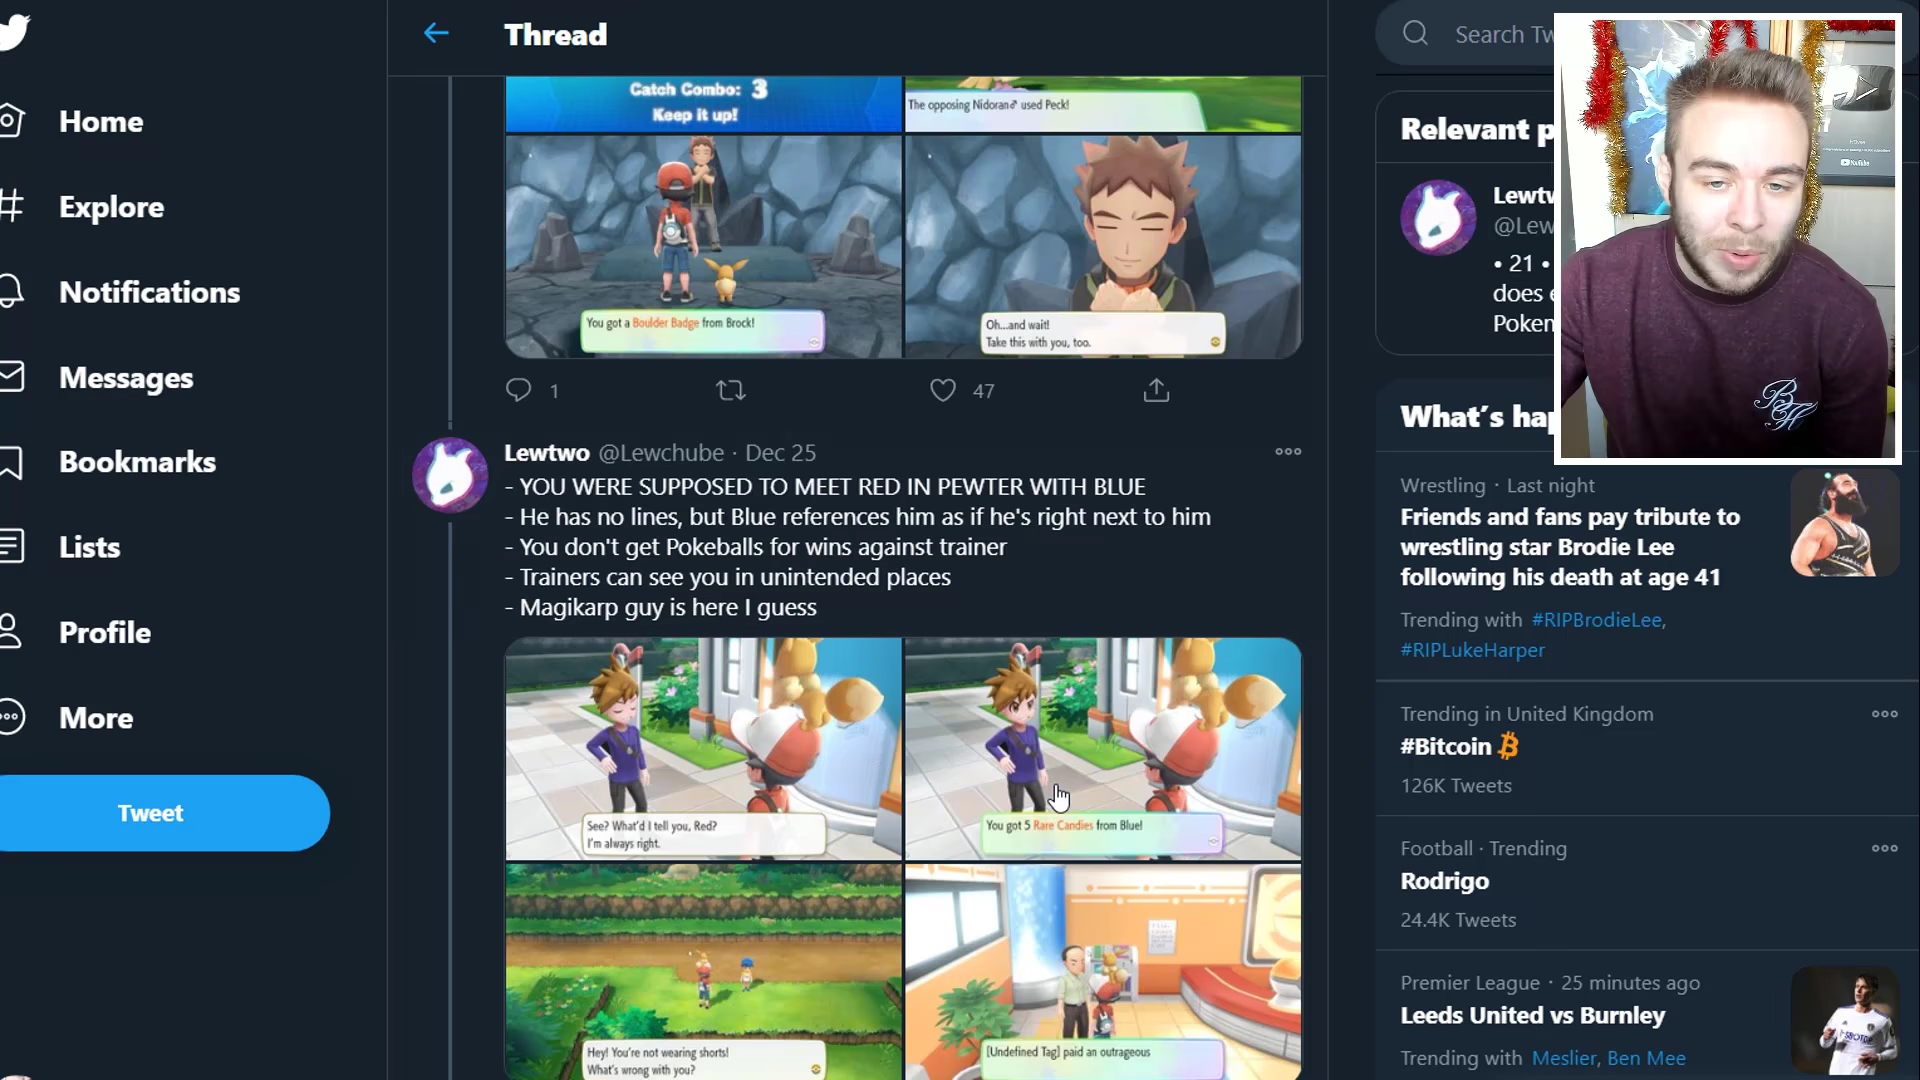 Home
Explore
Notifications
Messages
Bookmarks
Lists
Profile
More
Tweet
Thread
Catch Combo: 3
Keep it up!
The opposing Nidoran♂ used Peck!
You got a Boulder Badge from Brock!
Oh...and wait!
Take this with you, too.
1
47
Lewtwo @Lewchube · Dec 25
- YOU WERE SUPPOSED TO MEET RED IN PEWTER WITH BLUE
- He has no lines, but Blue references him as if he's right next to him
- You don't get Pokeballs for wins against trainer
- Trainers can see you in unintended places
- Magikarp guy is here I guess
See? What'd I tell you, Red?
I'm always right.
You got 5 Rare Candies from Blue!
Hey! You're not wearing shorts!
What's wrong with you?
[Undefined Tag] paid an outrageous
Search Tw
Relevant p
Lewtw
@Lew
• 21 •
does e
Poken
YouTube
BH
What's hap
Wrestling · Last night
Friends and fans pay tribute to
wrestling star Brodie Lee
following his death at age 41
Trending with #RIPBrodieLee,
#RIPLukeHarper
Trending in United Kingdom
#Bitcoin
126K Tweets
Football · Trending
Rodrigo
24.4K Tweets
Premier League · 25 minutes ago
Leeds United vs Burnley
Trending with Meslier, Ben Mee